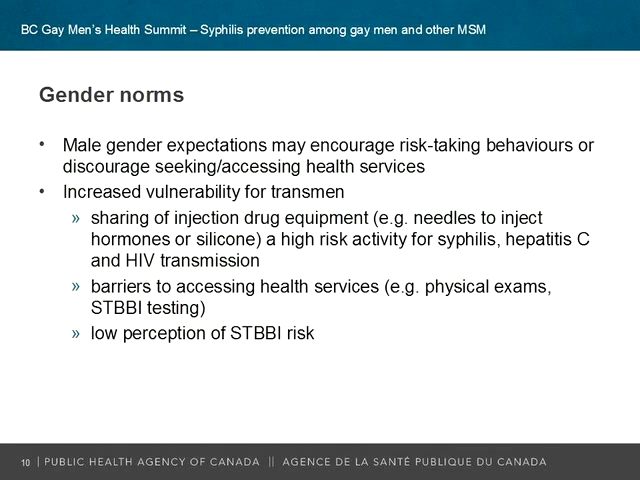 BC Gay Men's Health Summit – Syphilis prevention among gay men and other MSM
Gender norms
• Male gender expectations may encourage risk-taking behaviours or
discourage seeking/accessing health services
• Increased vulnerability for transmen
» sharing of injection drug equipment (e.g. needles to inject
hormones or silicone) a high risk activity for syphilis, hepatitis C
and HIV transmission
» barriers to accessing health services (e.g. physical exams,
STBBI testing)
» low perception of STBBI risk
10 | PUBLIC HEALTH AGENCY OF CANADA || AGENCE DE LA SANTÉ PUBLIQUE DU CANADA